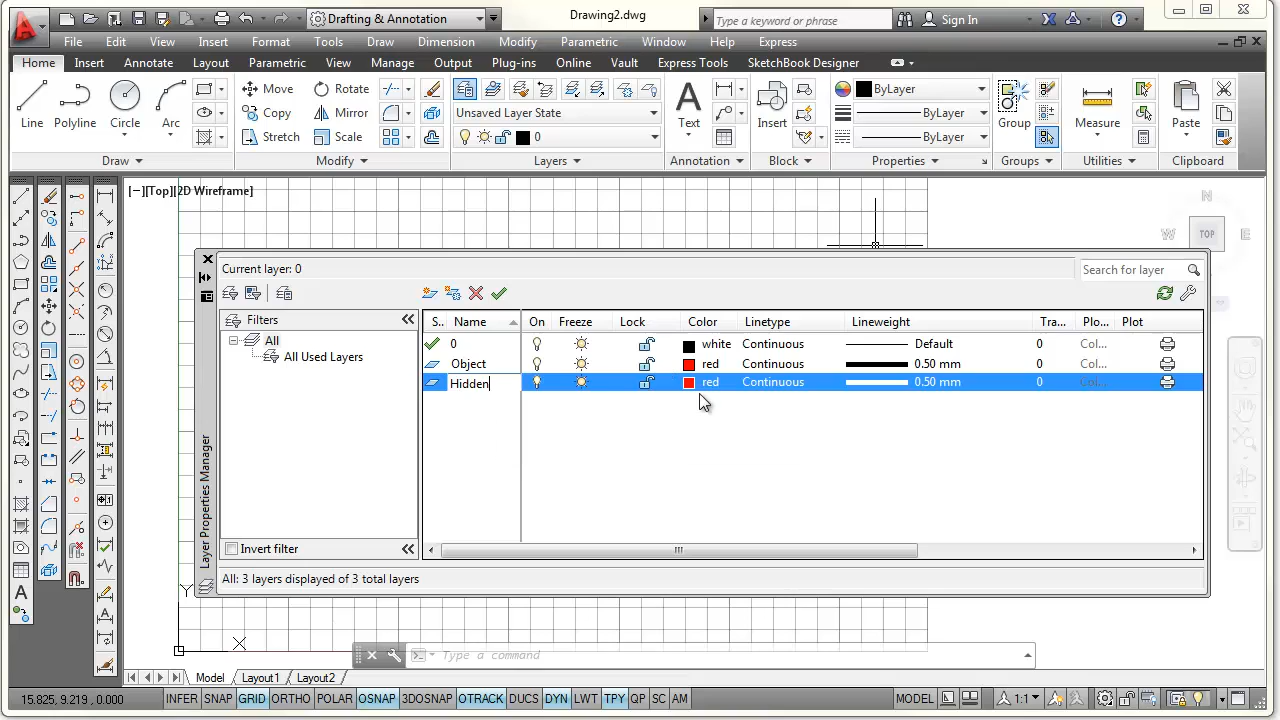 Drafting & Annotation
Drawing2.dwg
Type a keyword or phrase
Sign In
File Edit View Insert Format Tools Draw Dimension Modify Parametric Window Help Express
Home Insert Annotate Layout Parametric View Manage Output Plug-ins Online Vault Express Tools SketchBook Designer
Move Rotate
Unsaved Layer State
ByLayer
Copy Mirror
Line Polyline Circle Arc
Text Insert Group Measure Paste
Stretch Scale
0
ByLayer
ByLayer
Draw Modify Layers Annotation Block Properties Groups Utilities Clipboard
[−][Top][2D Wireframe]
N
W TOP E
Current layer: 0
Search for layer
Filters
S.. Name On Freeze Lock Color Linetype Lineweight Tra... Plo... Plot
All
0 white Continuous Default 0 Col...
All Used Layers
Object red Continuous 0.50 mm 0 Col...
Hidden red Continuous 0.50 mm 0 Col...
Layer Properties Manager
Invert filter
All: 3 layers displayed of 3 total layers
Y
X
Type a command
Model Layout1 Layout2
15.825, 9.219 , 0.000 INFER SNAP GRID ORTHO POLAR OSNAP 3DOSNAP OTRACK DUCS DYN LWT TPY QP SC AM MODEL 1:1